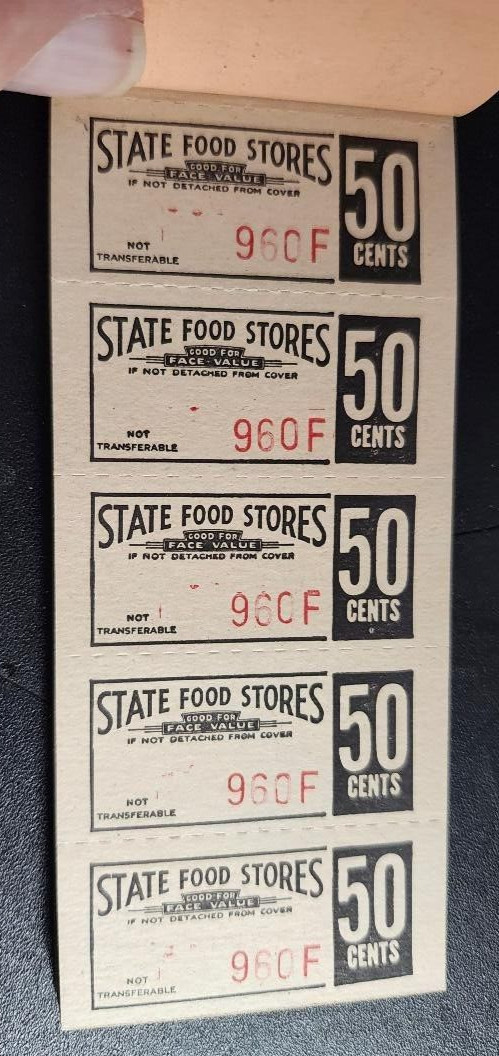 STATE FOOD STORES
GOOD FOR
FACE VALUE
IF NOT DETACHED FROM COVER
NOT
TRANSFERABLE
960F
50
CENTS
STATE FOOD STORES
GOOD FOR
FACE VALUE
IF NOT DETACHED FROM COVER
NOT
TRANSFERABLE
960F
50
CENTS
STATE FOOD STORES
GOOD FOR
FACE VALUE
IF NOT DETACHED FROM COVER
NOT
TRANSFERABLE
960F
50
CENTS
STATE FOOD STORES
GOOD FOR
FACE VALUE
IF NOT DETACHED FROM COVER
NOT
TRANSFERABLE
960F
50
CENTS
STATE FOOD STORES
GOOD FOR
FACE VALUE
IF NOT DETACHED FROM COVER
NOT
TRANSFERABLE
960F
50
CENTS